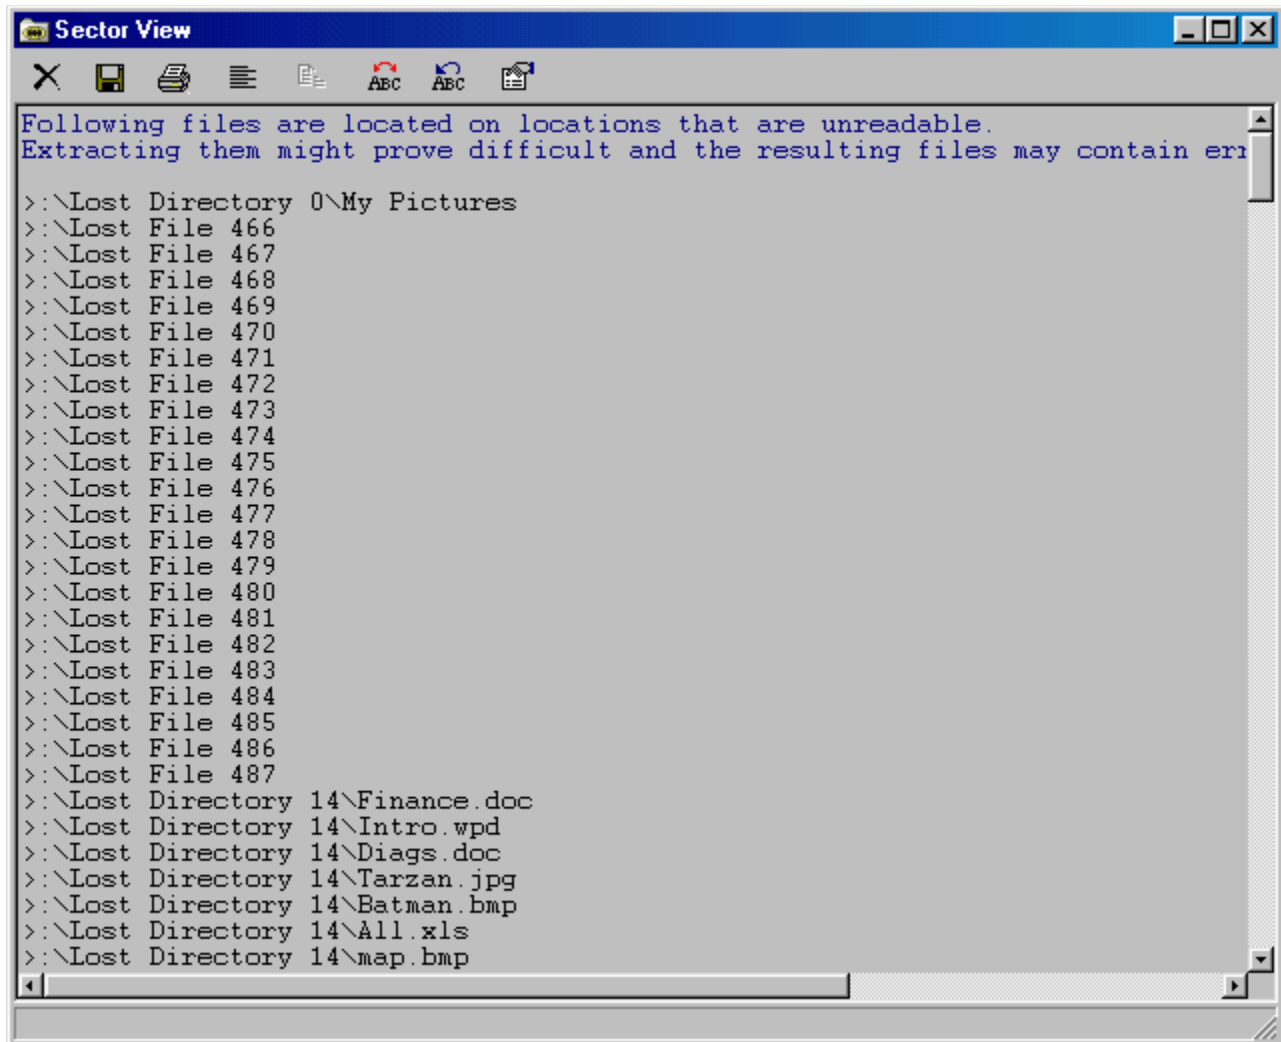 Sector View
ABC ABC
Following files are located on locations that are unreadable.
Extracting them might prove difficult and the resulting files may contain
>:\Lost Directory 0\My Pictures
>:\Lost File 466
>:\Lost File 467
>:\Lost File 468
>:\Lost File 469
>:\Lost File 470
>:\Lost File 471
>:\Lost File 472
>:\Lost File 473
>:\Lost File 474
>:\Lost File 475
>:\Lost File 476
>:\Lost File 477
>:\Lost File 478
>:\Lost File 479
>:\Lost File 480
>:\Lost File 481
>:\Lost File 482
>:\Lost File 483
>:\Lost File 484
>:\Lost File 485
>:\Lost File 486
>:\Lost File 487
>:\Lost Directory 14\Finance.doc
>:\Lost Directory 14\Intro.wpd
>:\Lost Directory 14\Diags.doc
>:\Lost Directory 14\Tarzan.jpg
>:\Lost Directory 14\Batman.bmp
>:\Lost Directory 14\All.xls
>:\Lost Directory 14\map.bmp